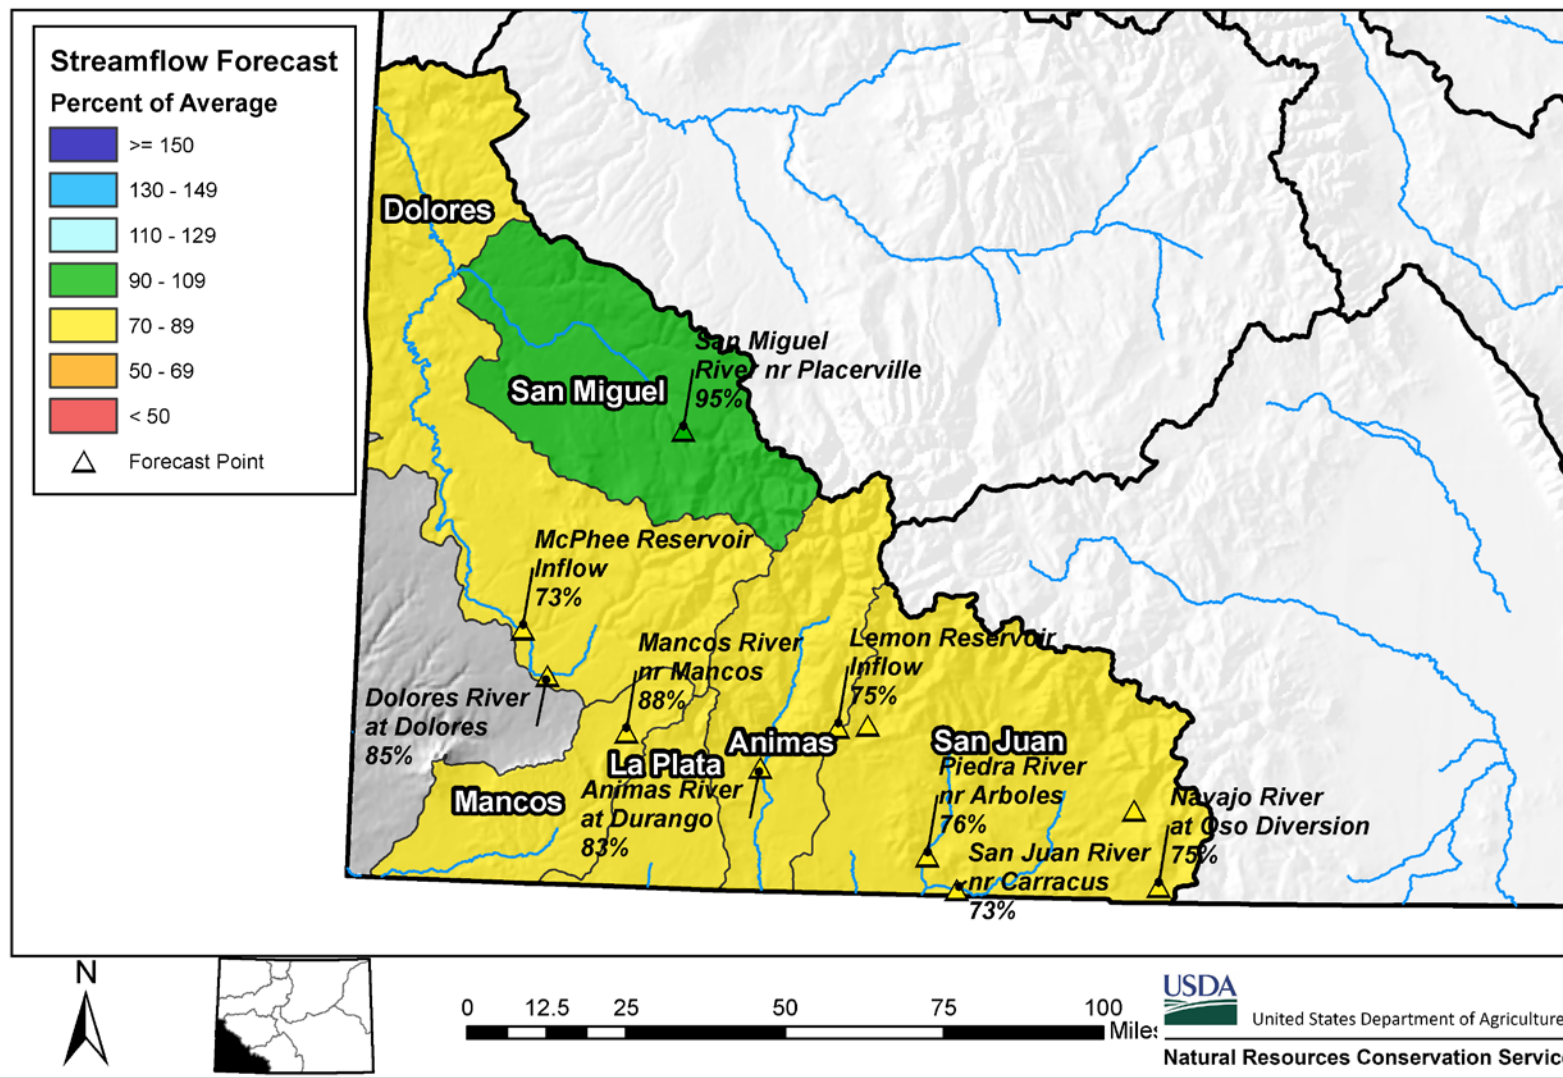 Streamflow Forecast
Percent of Average
>= 150
130 - 149
110 - 129
90 - 109
70 - 89
50 - 69
< 50
Forecast Point
Dolores
San Miguel
River nr Placerville
95%
San Miguel
McPhee Reservoir
Inflow
73%
Mancos River
nr Mancos
88%
Lemon Reservoir
Inflow
75%
Dolores River
at Dolores
85%
Animas
San Juan
La Plata
Mancos
Animas River
at Durango
83%
Piedra River
nr Arboles
76%
Navajo River
at Oso Diversion
75%
San Juan River
nr Carracus
73%
N
0 12.5 25 50 75 100
Miles
USDA
United States Department of Agriculture
Natural Resources Conservation Servic